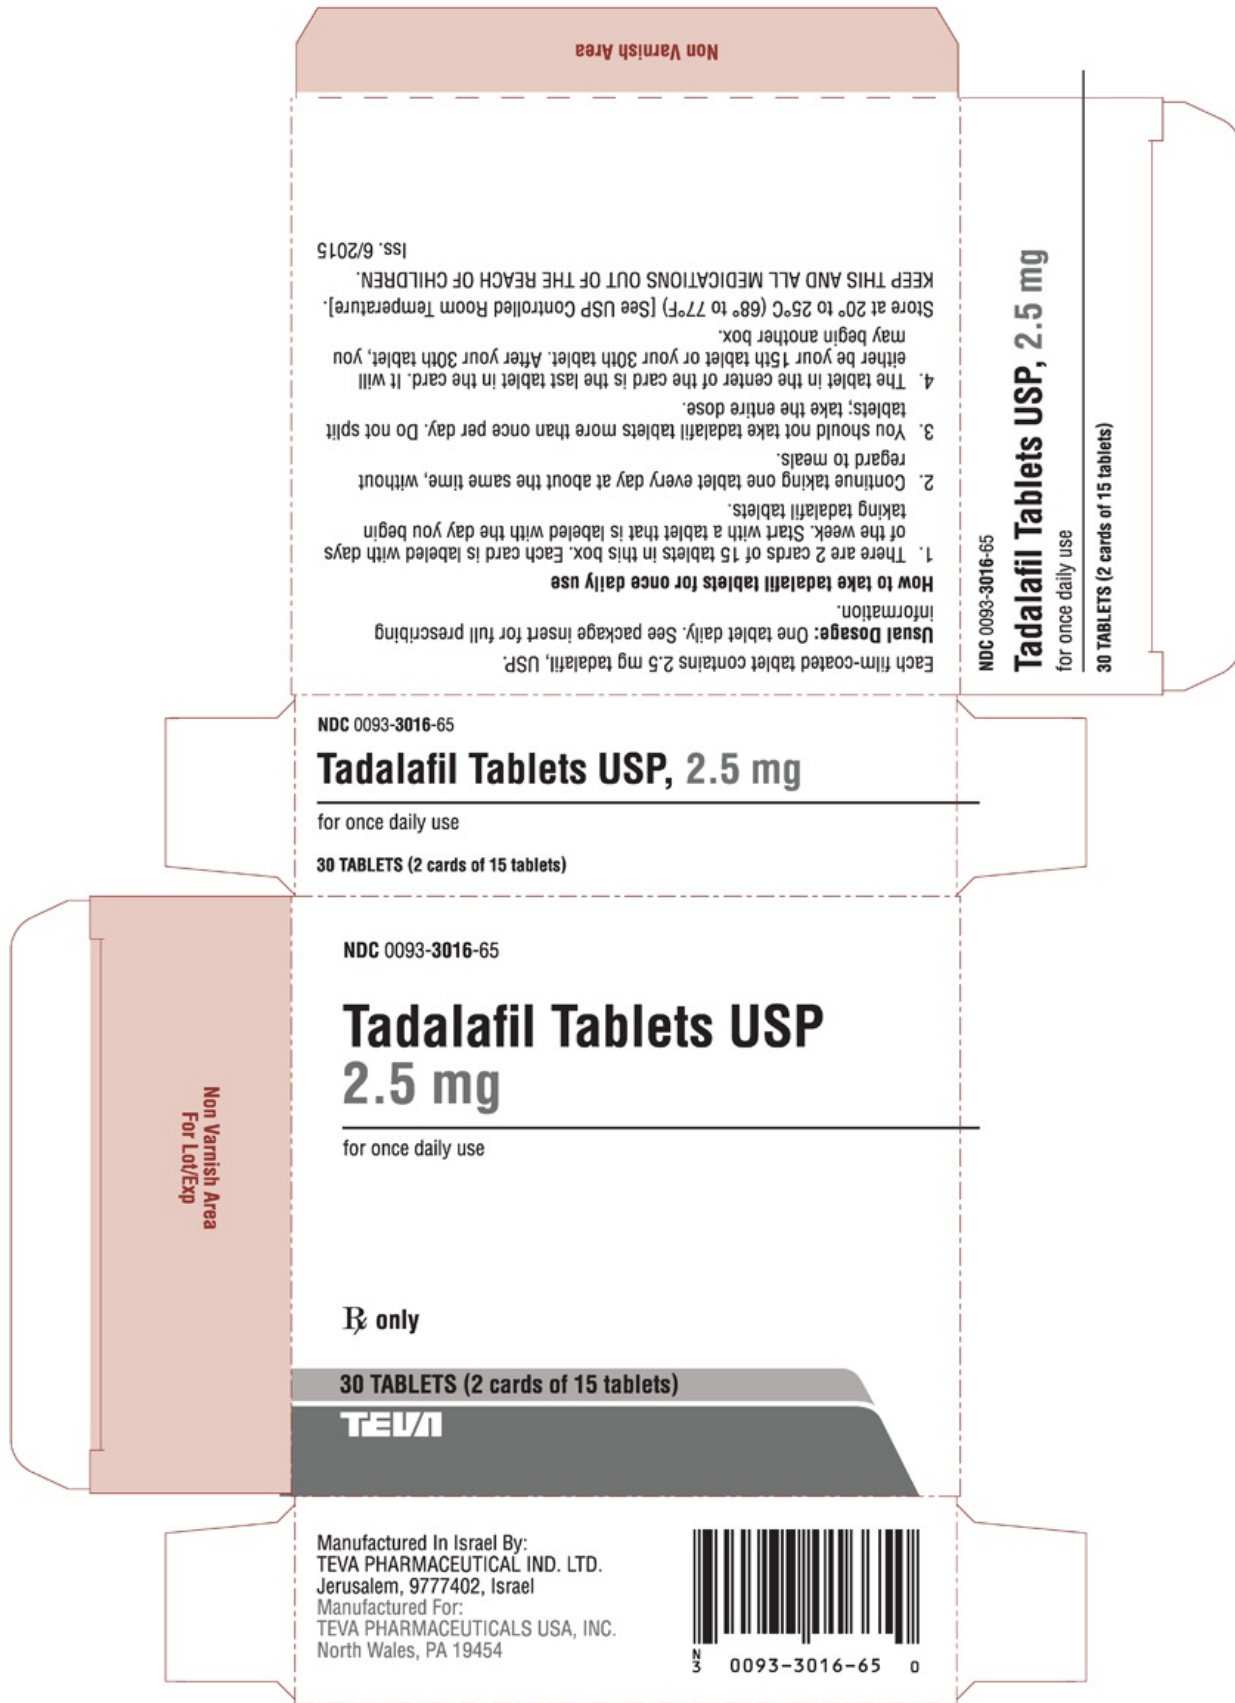 Non Varnish Area
Each film-coated tablet contains 2.5 mg tadalafil, USP.
Usual Dosage: One tablet daily. See package insert for full prescribing
information.
How to take tadalafil tablets for once daily use
1. There are 2 cards of 15 tablets in this box. Each card is labeled with days
of the week. Start with a tablet that is labeled with the day you begin
taking tadalafil tablets.
2. Continue taking one tablet every day at about the same time, without
regard to meals.
3. You should not take tadalafil tablets more than once per day. Do not split
tablets; take the entire dose.
4. The tablet in the center of the card is the last tablet in the card. It will
either be your 15th tablet or your 30th tablet. After your 30th tablet, you
may begin another box.
Store at 20° to 25°C (68° to 77°F) [See USP Controlled Room Temperature].
KEEP THIS AND ALL MEDICATIONS OUT OF THE REACH OF CHILDREN.
Iss. 6/2015
NDC 0093-3016-65
Tadalafil Tablets USP, 2.5 mg
for once daily use
30 TABLETS (2 cards of 15 tablets)
NDC 0093-3016-65
Tadalafil Tablets USP, 2.5 mg
for once daily use
30 TABLETS (2 cards of 15 tablets)
Non Varnish Area
For Lot/Exp
NDC 0093-3016-65
Tadalafil Tablets USP
2.5 mg
for once daily use
℞ only
30 TABLETS (2 cards of 15 tablets)
TEVA
Manufactured In Israel By:
TEVA PHARMACEUTICAL IND. LTD.
Jerusalem, 9777402, Israel
Manufactured For:
TEVA PHARMACEUTICALS USA, INC.
North Wales, PA 19454
N
3 0093-3016-65 0